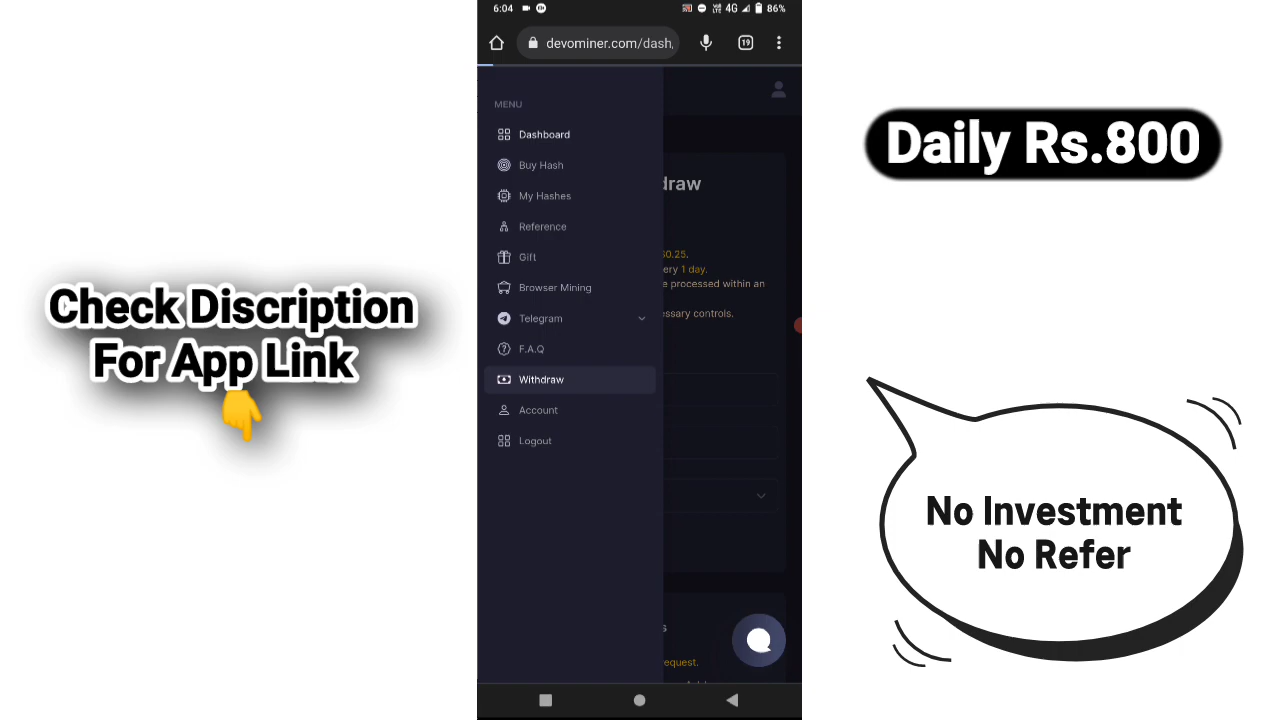 Check Discription
For App Link
6:04
4G
86%
devominer.com/dash
19
MENU
Dashboard
Buy Hash
My Hashes
Reference
Gift
Browser Mining
Telegram
F.A.Q
Withdraw
Account
Logout
$0.25.
1 day.
e processed within an
essary controls.
request.
Daily Rs.800
No Investment
No Refer